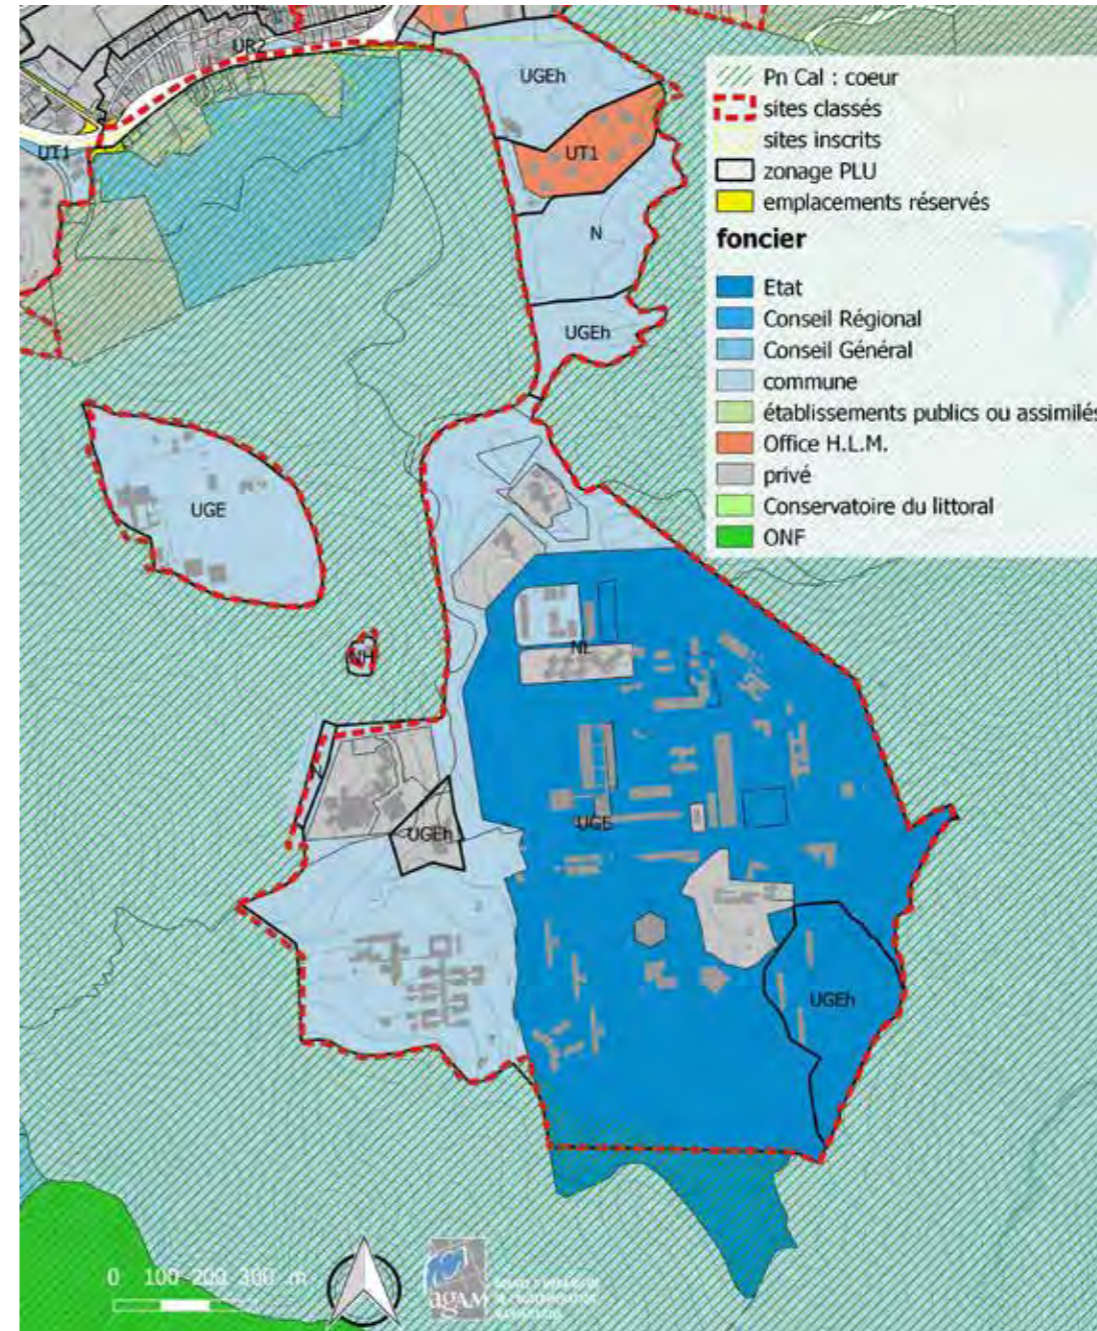 UR2
UGEh
UT1
UT1
N
UGEh
UGE
NH
NL
UGEh
UGE
UGEh
Pn Cal : coeur
sites classés
sites inscrits
zonage PLU
emplacements réservés
foncier
Etat
Conseil Régional
Conseil Général
commune
établissements publics ou assimilés
Office H.L.M.
privé
Conservatoire du littoral
ONF
0 100 200 300 m
agAM